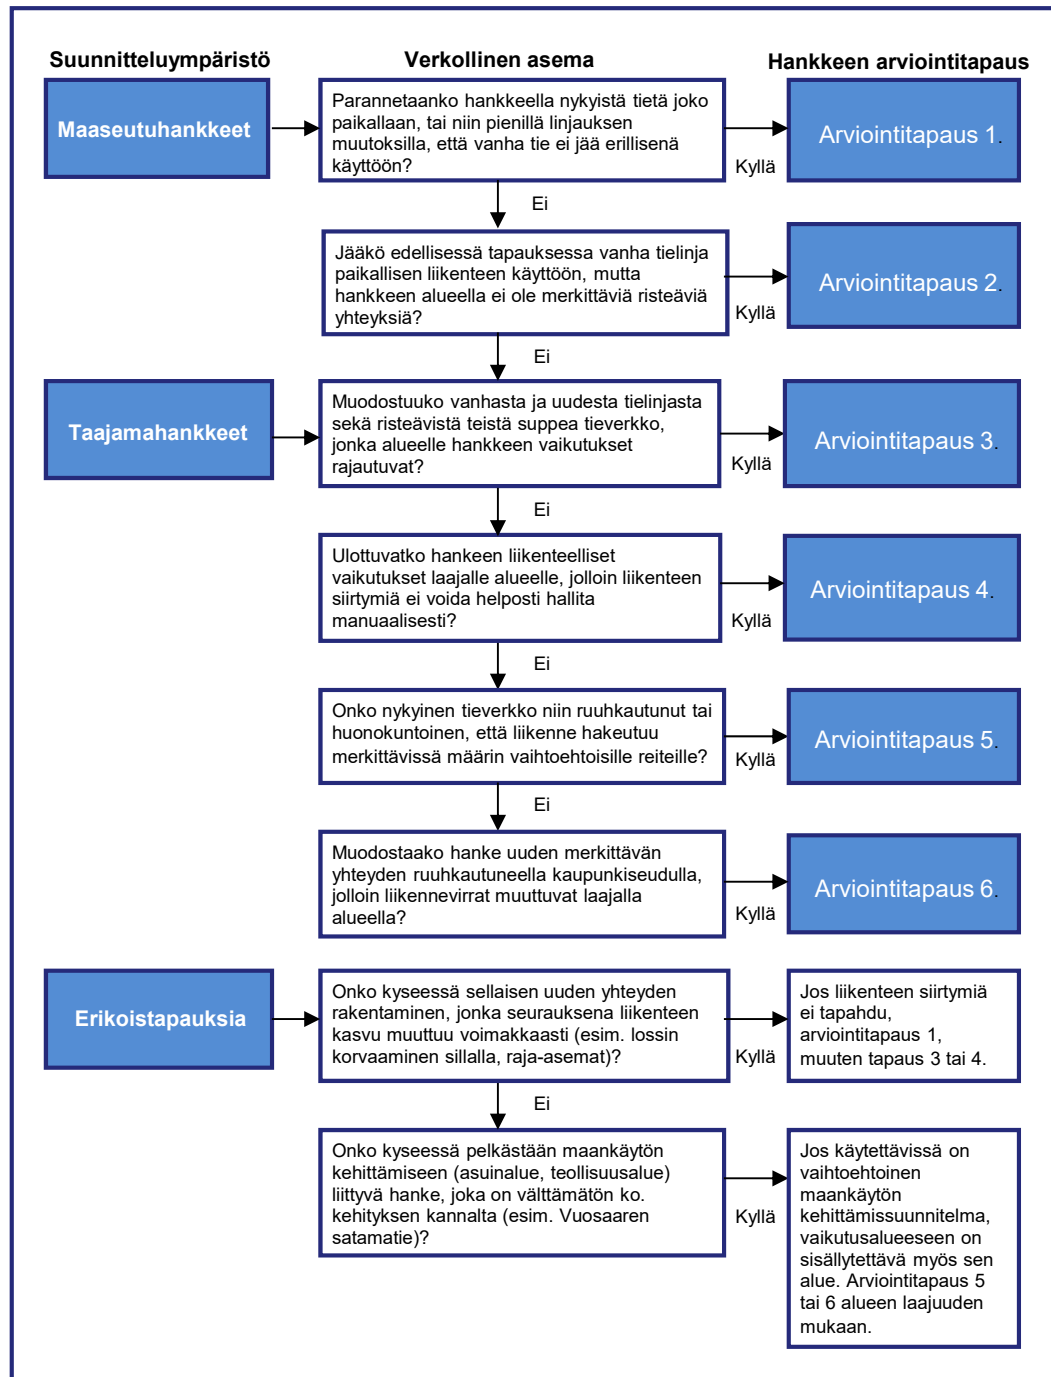 Suunnitteluympäristö
Verkollinen asema
Hankkeen arviointitapaus
Maaseutuhankkeet
Parannetaanko hankkeella nykyistä tietä joko
paikallaan, tai niin pienillä linjauksen
muutoksilla, että vanha tie ei jää erillisenä
käyttöön?
Kyllä
Arviointitapaus 1.
Ei
Jääkö edellisessä tapauksessa vanha tielinja
paikallisen liikenteen käyttöön, mutta
hankkeen alueella ei ole merkittäviä risteäviä
yhteyksiä?
Kyllä
Arviointitapaus 2.
Ei
Taajamahankkeet
Muodostuuko vanhasta ja uudesta tielinjasta
sekä risteävistä teistä suppea tieverkko,
jonka alueelle hankkeen vaikutukset
rajautuvat?
Kyllä
Arviointitapaus 3.
Ei
Ulottuvatko hankeen liikenteelliset
vaikutukset laajalle alueelle, jolloin liikenteen
siirtymiä ei voida helposti hallita
manuaalisesti?
Kyllä
Arviointitapaus 4.
Ei
Onko nykyinen tieverkko niin ruuhkautunut tai
huonokuntoinen, että liikenne hakeutuu
merkittävissä määrin vaihtoehtoisille reiteille?
Kyllä
Arviointitapaus 5.
Ei
Muodostaako hanke uuden merkittävän
yhteyden ruuhkautuneella kaupunkiseudulla,
jolloin liikennevirrat muuttuvat laajalla
alueella?
Kyllä
Arviointitapaus 6.
Erikoistapauksia
Onko kyseessä sellaisen uuden yhteyden
rakentaminen, jonka seurauksena liikenteen
kasvu muuttuu voimakkaasti (esim. lossin
korvaaminen sillalla, raja-asemat)?
Kyllä
Jos liikenteen siirtymiä
ei tapahdu,
arviointitapaus 1,
muuten tapaus 3 tai 4.
Ei
Onko kyseessä pelkästään maankäytön
kehittämiseen (asuinalue, teollisuusalue)
liittyvä hanke, joka on välttämätön ko.
kehityksen kannalta (esim. Vuosaaren
satamatie)?
Kyllä
Jos käytettävissä on
vaihtoehtoinen
maankäytön
kehittämissuunnitelma,
vaikutusalueeseen on
sisällytettävä myös sen
alue. Arviointitapaus 5
tai 6 alueen laajuuden
mukaan.